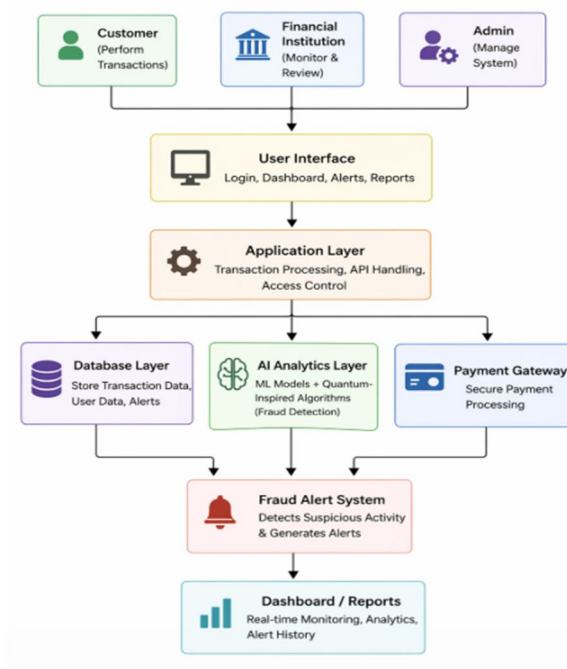 Customer
(Perform
Transactions)
Financial
Institution
(Monitor &
Review)
Admin
(Manage
System)
User Interface
Login, Dashboard, Alerts, Reports
Application Layer
Transaction Processing, API Handling,
Access Control
Database Layer
Store Transaction Data,
User Data, Alerts
AI Analytics Layer
ML Models + Quantum-
Inspired Algorithms
(Fraud Detection)
Payment Gateway
Secure Payment
Processing
Fraud Alert System
Detects Suspicious Activity
& Generates Alerts
Dashboard / Reports
Real-time Monitoring, Analytics,
Alert History